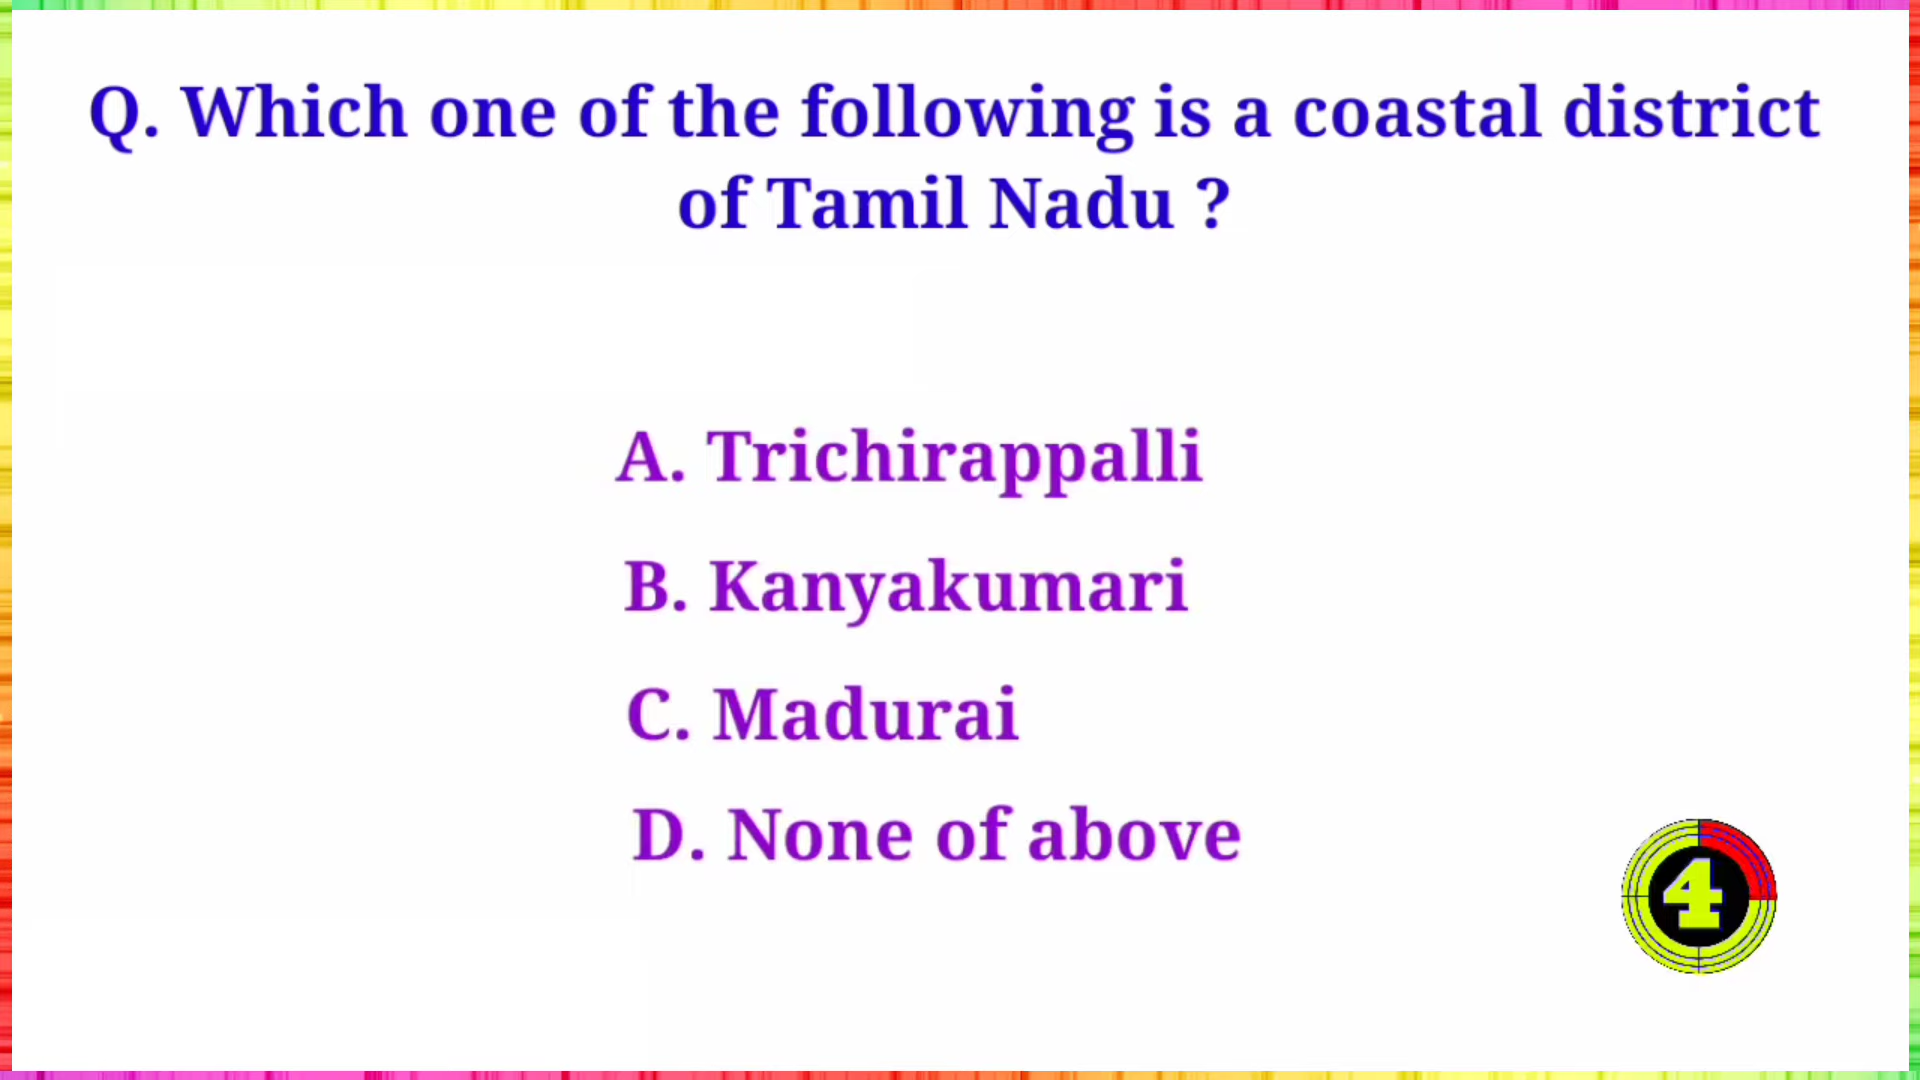 Q. Which one of the following is a coastal district
of Tamil Nadu ?
A. Trichirappalli
B. Kanyakumari
C. Madurai
D. None of above
4